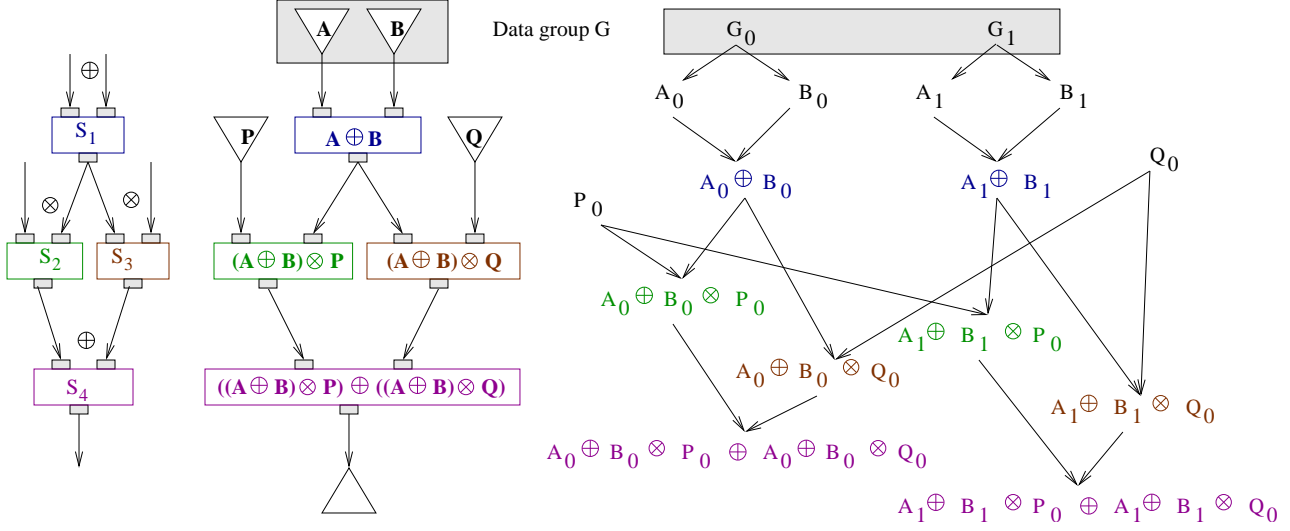 A B Data group G G₀ G₁
⊕
A₀ B₀ A₁ B₁
S₁ P A ⊕ B Q
Q₀
A₀ ⊕ B₀ A₁ ⊕ B₁
⊗ ⊗
P₀
S₂ S₃ (A ⊕ B) ⊗ P (A ⊕ B) ⊗ Q
A₀ ⊕ B₀ ⊗ P₀
A₁ ⊕ B₁ ⊗ P₀
⊕
A₀ ⊕ B₀ ⊗ Q₀
S₄ ((A ⊕ B) ⊗ P) ⊕ ((A ⊕ B) ⊗ Q)
A₁ ⊕ B₁ ⊗ Q₀
A₀ ⊕ B₀ ⊗ P₀ ⊕ A₀ ⊕ B₀ ⊗ Q₀
A₁ ⊕ B₁ ⊗ P₀ ⊕ A₁ ⊕ B₁ ⊗ Q₀